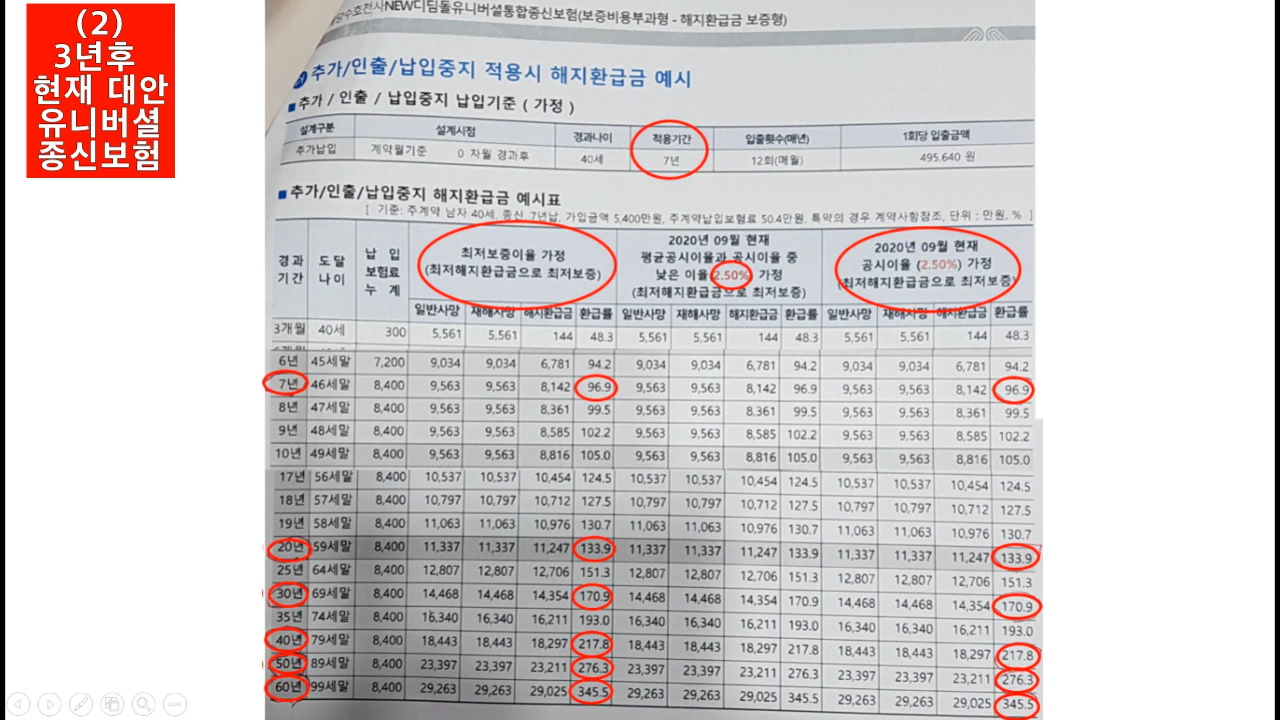 (2)
3년후
현재 대안
유니버셜
종신보험
수호천사NEW디딤돌유니버셜통합종신보험(보증비용부과형 - 해지환급금 보증형)
추가/인출/납입중지 적용시 해지환급금 예시
■ 추가 / 인출 / 납입중지 납입기준 ( 가정 )
설계구분 설계시점 경과나이 적용기간 입출횟수(매년) 1회당 입출금액
추가납입 계약월기준 0 차월 경과후 40세 7년 12회(매월) 495,640 원
■ 추가/인출/납입중지 해지환급금 예시표
[ 기준: 주계약 남자 40세, 종신, 7년납, 가입금액 5,400만원, 주계약납입보험료 50.4만원, 특약의 경우 계약사항참조, 단위 : 만원, % ]
경과기간 도달나이 납입보험료누계 최저보증이율 가정 (최저해지환급금으로 최저보증) 2020년 09월 현재 평균공시이율과 공시이율 중 낮은 이율(2.50%) 가정 (최저해지환급금으로 최저보증) 2020년 09월 현재 공시이율 (2.50%) 가정 (최저해지환급금으로 최저보증)
일반사망 재해사망 해지환급금 환급률 일반사망 재해사망 해지환급금 환급률 일반사망 재해사망 해지환급금 환급률
3개월 40세 300 5,561 5,561 144 48.3 5,561 5,561 144 48.3 5,561 5,561 144 48.3
6년 45세말 7,200 9,034 9,034 6,781 94.2 9,034 9,034 6,781 94.2 9,034 9,034 6,781 94.2
7년 46세말 8,400 9,563 9,563 8,142 96.9 9,563 9,563 8,142 96.9 9,563 9,563 8,142 96.9
8년 47세말 8,400 9,563 9,563 8,361 99.5 9,563 9,563 8,361 99.5 9,563 9,563 8,361 99.5
9년 48세말 8,400 9,563 9,563 8,585 102.2 9,563 9,563 8,585 102.2 9,563 9,563 8,585 102.2
10년 49세말 8,400 9,563 9,563 8,816 105.0 9,563 9,563 8,816 105.0 9,563 9,563 8,816 105.0
17년 56세말 8,400 10,537 10,537 10,454 124.5 10,537 10,537 10,454 124.5 10,537 10,537 10,454 124.5
18년 57세말 8,400 10,797 10,797 10,712 127.5 10,797 10,797 10,712 127.5 10,797 10,797 10,712 127.5
19년 58세말 8,400 11,063 11,063 10,976 130.7 11,063 11,063 10,976 130.7 11,063 11,063 10,976 130.7
20년 59세말 8,400 11,337 11,337 11,247 133.9 11,337 11,337 11,247 133.9 11,337 11,337 11,247 133.9
25년 64세말 8,400 12,807 12,807 12,706 151.3 12,807 12,807 12,706 151.3 12,807 12,807 12,706 151.3
30년 69세말 8,400 14,468 14,468 14,354 170.9 14,468 14,468 14,354 170.9 14,468 14,468 14,354 170.9
35년 74세말 8,400 16,340 16,340 16,211 193.0 16,340 16,340 16,211 193.0 16,340 16,340 16,211 193.0
40년 79세말 8,400 18,443 18,443 18,297 217.8 18,443 18,443 18,297 217.8 18,443 18,443 18,297 217.8
50년 89세말 8,400 23,397 23,397 23,211 276.3 23,397 23,397 23,211 276.3 23,397 23,397 23,211 276.3
60년 99세말 8,400 29,263 29,263 29,025 345.5 29,263 29,263 29,025 345.5 29,263 29,263 29,025 345.5